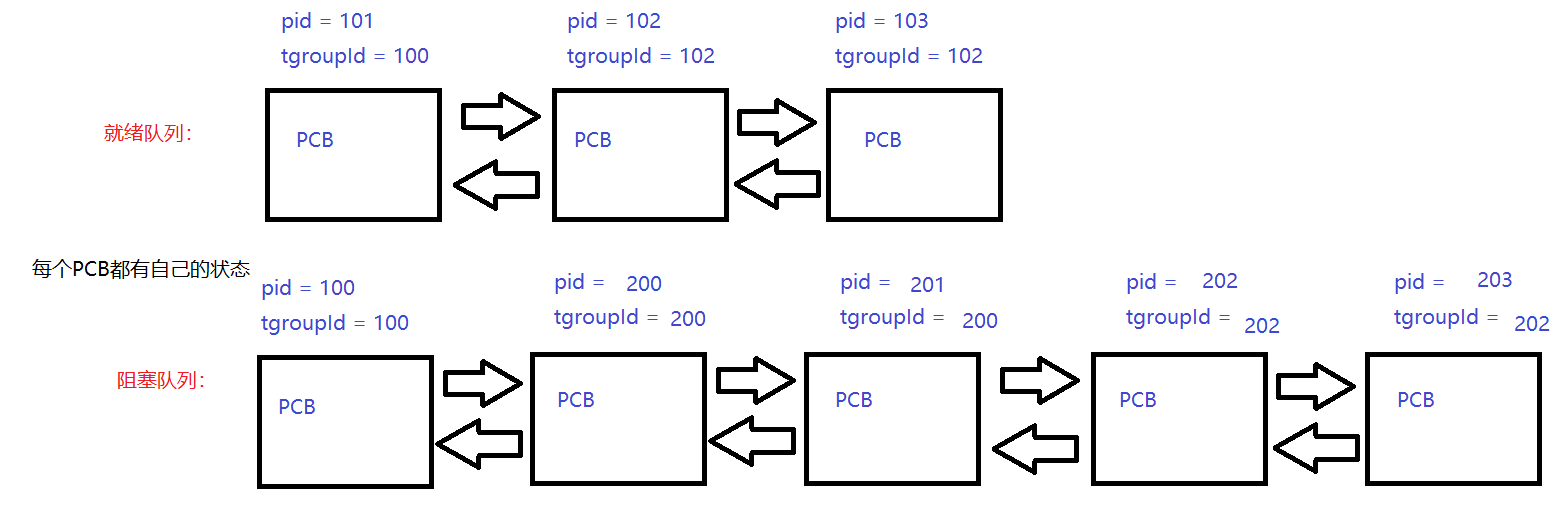 pid = 101
pid = 102
pid = 103
tgroupId = 100
tgroupId = 102
tgroupId = 102
就绪队列：
PCB
PCB
PCB
每个PCB都有自己的状态
pid = 100
pid = 200
pid = 201
pid = 202
pid = 203
tgroupId = 100
tgroupId = 200
tgroupId = 200
tgroupId = 202
tgroupId = 202
阻塞队列：
PCB
PCB
PCB
PCB
PCB